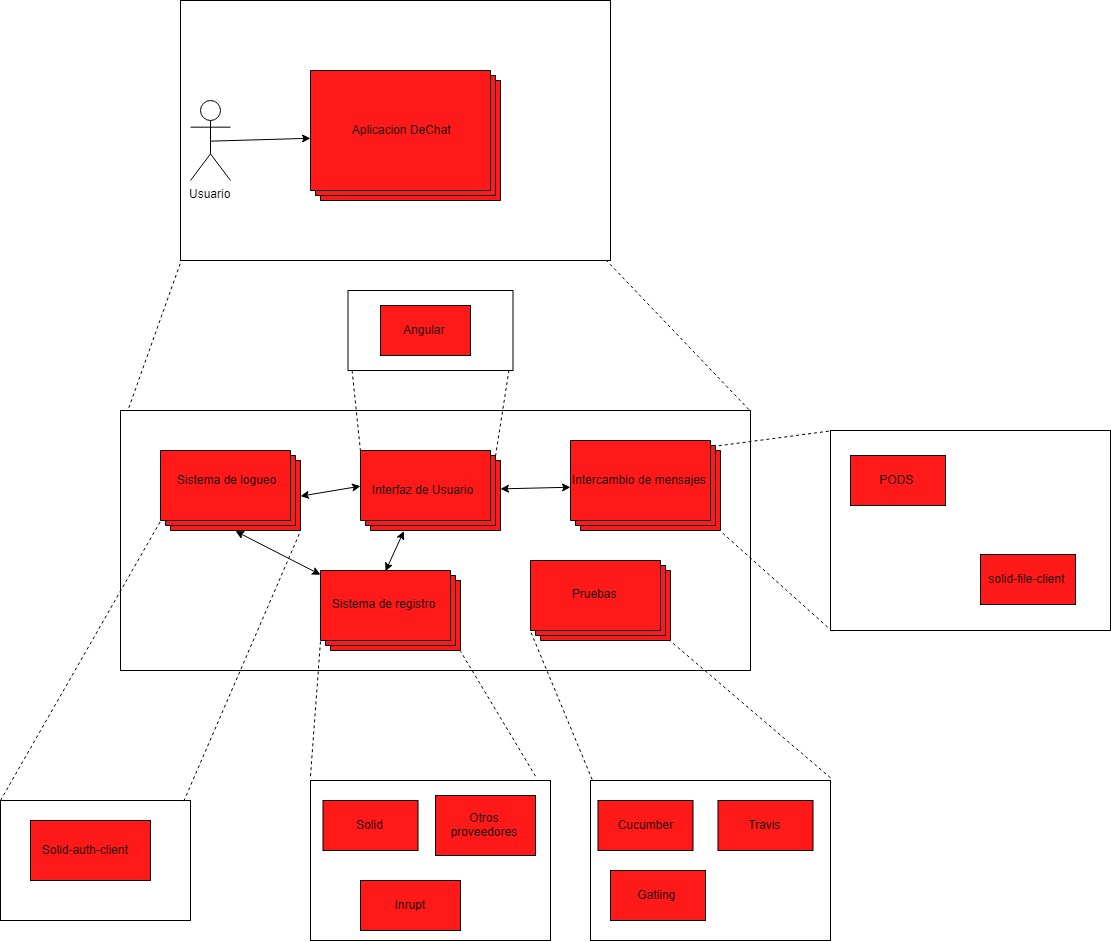 Aplicacion DeChat
Usuario
Angular
Sistema de logueo
Interfaz de Usuario
Intercambio de mensajes
PODS
solid-file-client
Sistema de registro
Pruebas
Solid-auth-client
Solid
Otros
proveedores
Inrupt
Cucumber
Travis
Gatling